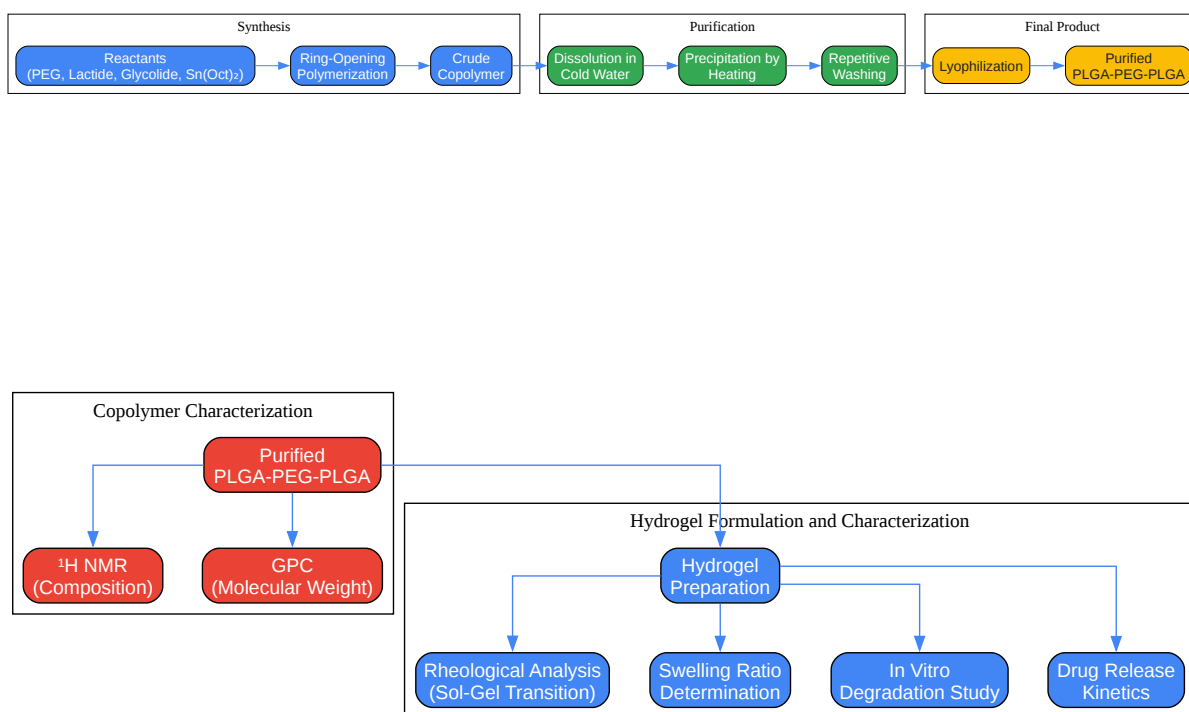 Synthesis
Reactants
(PEG, Lactide, Glycolide, Sn(Oct)₂)
Ring-Opening
Polymerization
Crude
Copolymer
Purification
Dissolution in
Cold Water
Precipitation by
Heating
Repetitive
Washing
Final Product
Lyophilization
Purified
PLGA-PEG-PLGA
Copolymer Characterization
Purified
PLGA-PEG-PLGA
¹H NMR
(Composition)
GPC
(Molecular Weight)
Hydrogel Formulation and Characterization
Hydrogel
Preparation
Rheological Analysis
(Sol-Gel Transition)
Swelling Ratio
Determination
In Vitro
Degradation Study
Drug Release
Kinetics